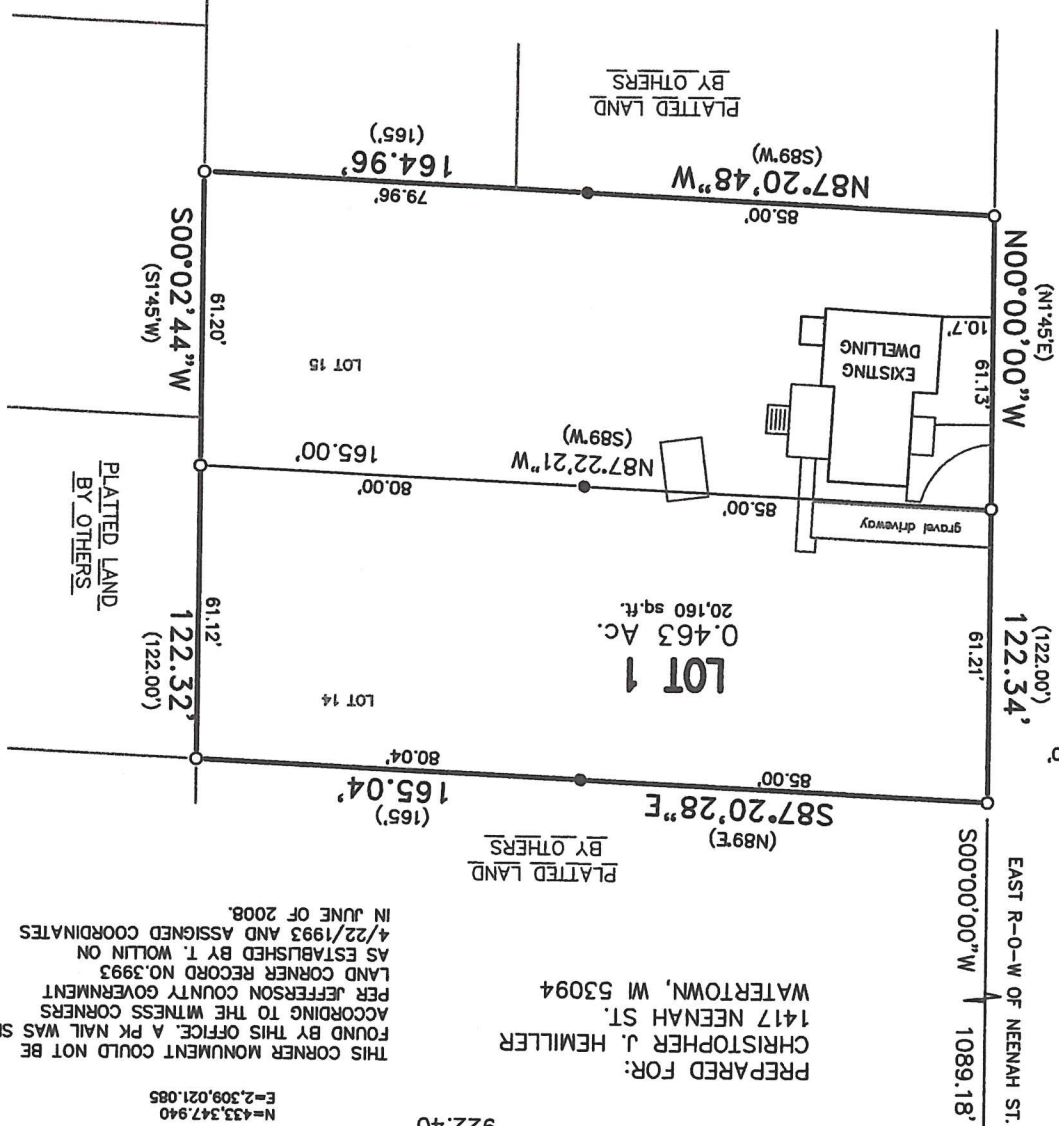 N=433,347.940
E=2,309,021.085
922.40
THIS CORNER MONUMENT COULD NOT BE
FOUND BY THIS OFFICE. A PK NAIL WAS
ACCORDING TO THE WITNESS CORNERS
PER JEFFERSON COUNTY GOVERNMENT
LAND CORNER RECORD NO.3993
AS ESTABLISHED BY T. WOLLIN ON
4/22/1993 AND ASSIGNED COORDINATES
IN JUNE OF 2008.
PREPARED FOR:
CHRISTOPHER J. HEMILLER
1417 NEENAH ST.
WATERTOWN, WI 53094
EAST R-O-W OF NEENAH ST.
S00°00'00"W 1089.18'
PLATTED LAND
BY OTHERS
(N89°E)
S87°20'28"E
(165')
165.04'
85.00'
80.04'
(122.00')
122.34'
61.21'
LOT 14
LOT 1
0.463 Ac.
20,160 sq.ft.
(122.00')
122.32'
61.12'
PLATTED LAND
BY OTHERS
gravel driveway
85.00'
80.00'
N87°22'21"W
(S89°W)
165.00'
LOT 15
EXISTING
DWELLING
10.7'
61.13'
(N1°45'E)
N00°00'00"W
61.20'
S00°02'44"W
(S1°45'W)
85.00'
79.96'
N87°20'48"W
(S89°W)
164.96'
(165')
PLATTED LAND
BY OTHERS